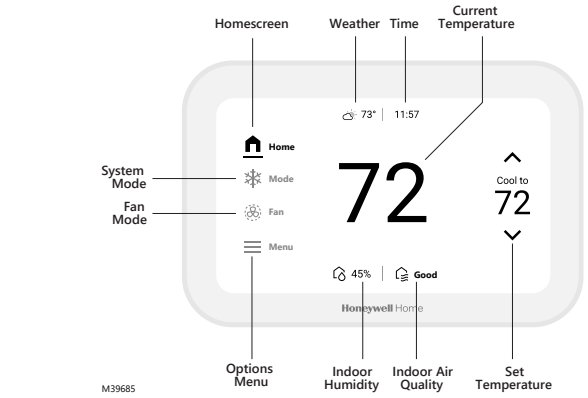 Homescreen
Weather
Time
Current
Temperature
73°
11:57
Home
System
Mode
Mode
Fan
Mode
Fan
Menu
72
Cool to
72
45%
Good
Honeywell Home
Options
Menu
Indoor
Humidity
Indoor Air
Quality
Set
Temperature
M39685